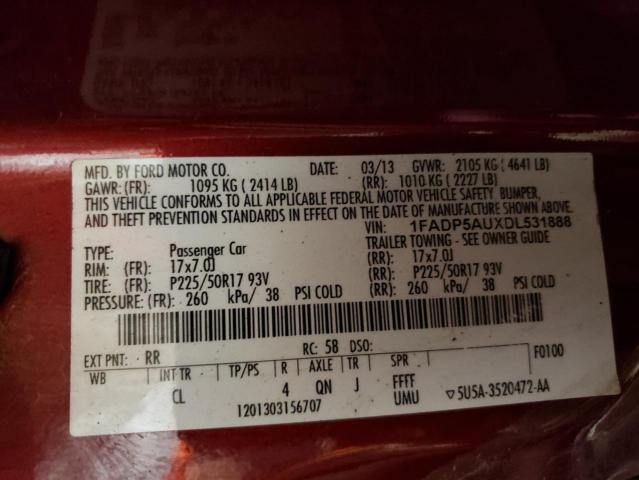 MFD. BY FORD MOTOR CO. DATE: 03/13 GVWR: 2105 KG (4641 LB)
GAWR: (FR): 1095 KG (2414 LB) (RR): 1010 KG (2227 LB)
THIS VEHICLE CONFORMS TO ALL APPLICABLE FEDERAL MOTOR VEHICLE SAFETY, BUMPER,
AND THEFT PREVENTION STANDARDS IN EFFECT ON THE DATE OF MANUFACTURE SHOWN ABOVE.
VIN: 1FADP5AUXDL531888
TYPE: Passenger Car TRAILER TOWING - SEE OWNER GUIDE
RIM: (FR): 17x7.0J (RR): 17x7.0J
TIRE: (FR): P225/50R17 93V (RR): P225/50R17 93V
PRESSURE: (FR): 260 kPa/ 38 PSI COLD (RR): 260 kPa/ 38 PSI COLD
EXT PNT: RR RC: 58 DSO: F0100
WB INT TR TP/PS R AXLE TR SPR
CL 4 QN J FFFF
1201303156707 UMU ▽5U5A-3520472-AA